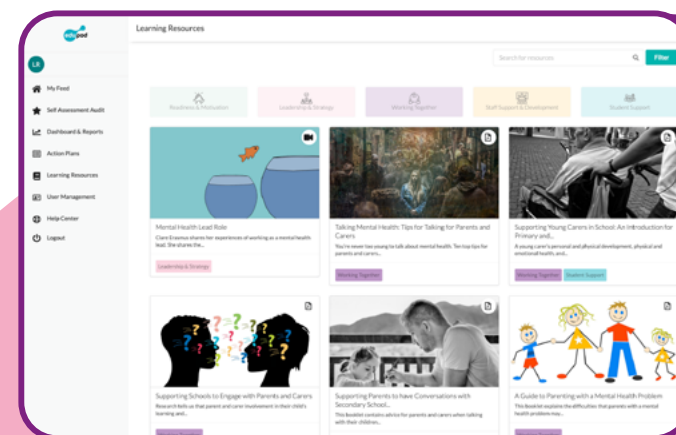 edupod
Learning Resources
LR
Search for resources
Filter
My Feed
Self Assessment Audit
Dashboard & Reports
Action Plans
Learning Resources
User Management
Help Center
Logout
Readiness & Motivation
Leadership & Strategy
Working Together
Staff Support & Development
Student Support
Mental Health Lead Role
Clare Erasmus shares her experiences of working as a mental health
lead. She shares the...
Leadership & Strategy
Talking Mental Health: Tips for Talking for Parents and
Carers
You're never too young to talk about mental health. Ten top tips for
parents and carers...
Working Together
Supporting Young Carers in School: An Introduction for
Primary and...
A young carer's personal and physical development, physical and
emotional health, and...
Working Together
Student Support
Supporting Schools to Engage with Parents and Carers
Research tells us that parent and carer involvement in their child's
learning and...
Working Together
Supporting Parents to have Conversations with
Secondary School...
This booklet contains advice for parents and carers when talking
with their children...
A Guide to Parenting with a Mental Health Problem
This booklet explains the difficulties that parents with a mental
health problem may...
Working Together